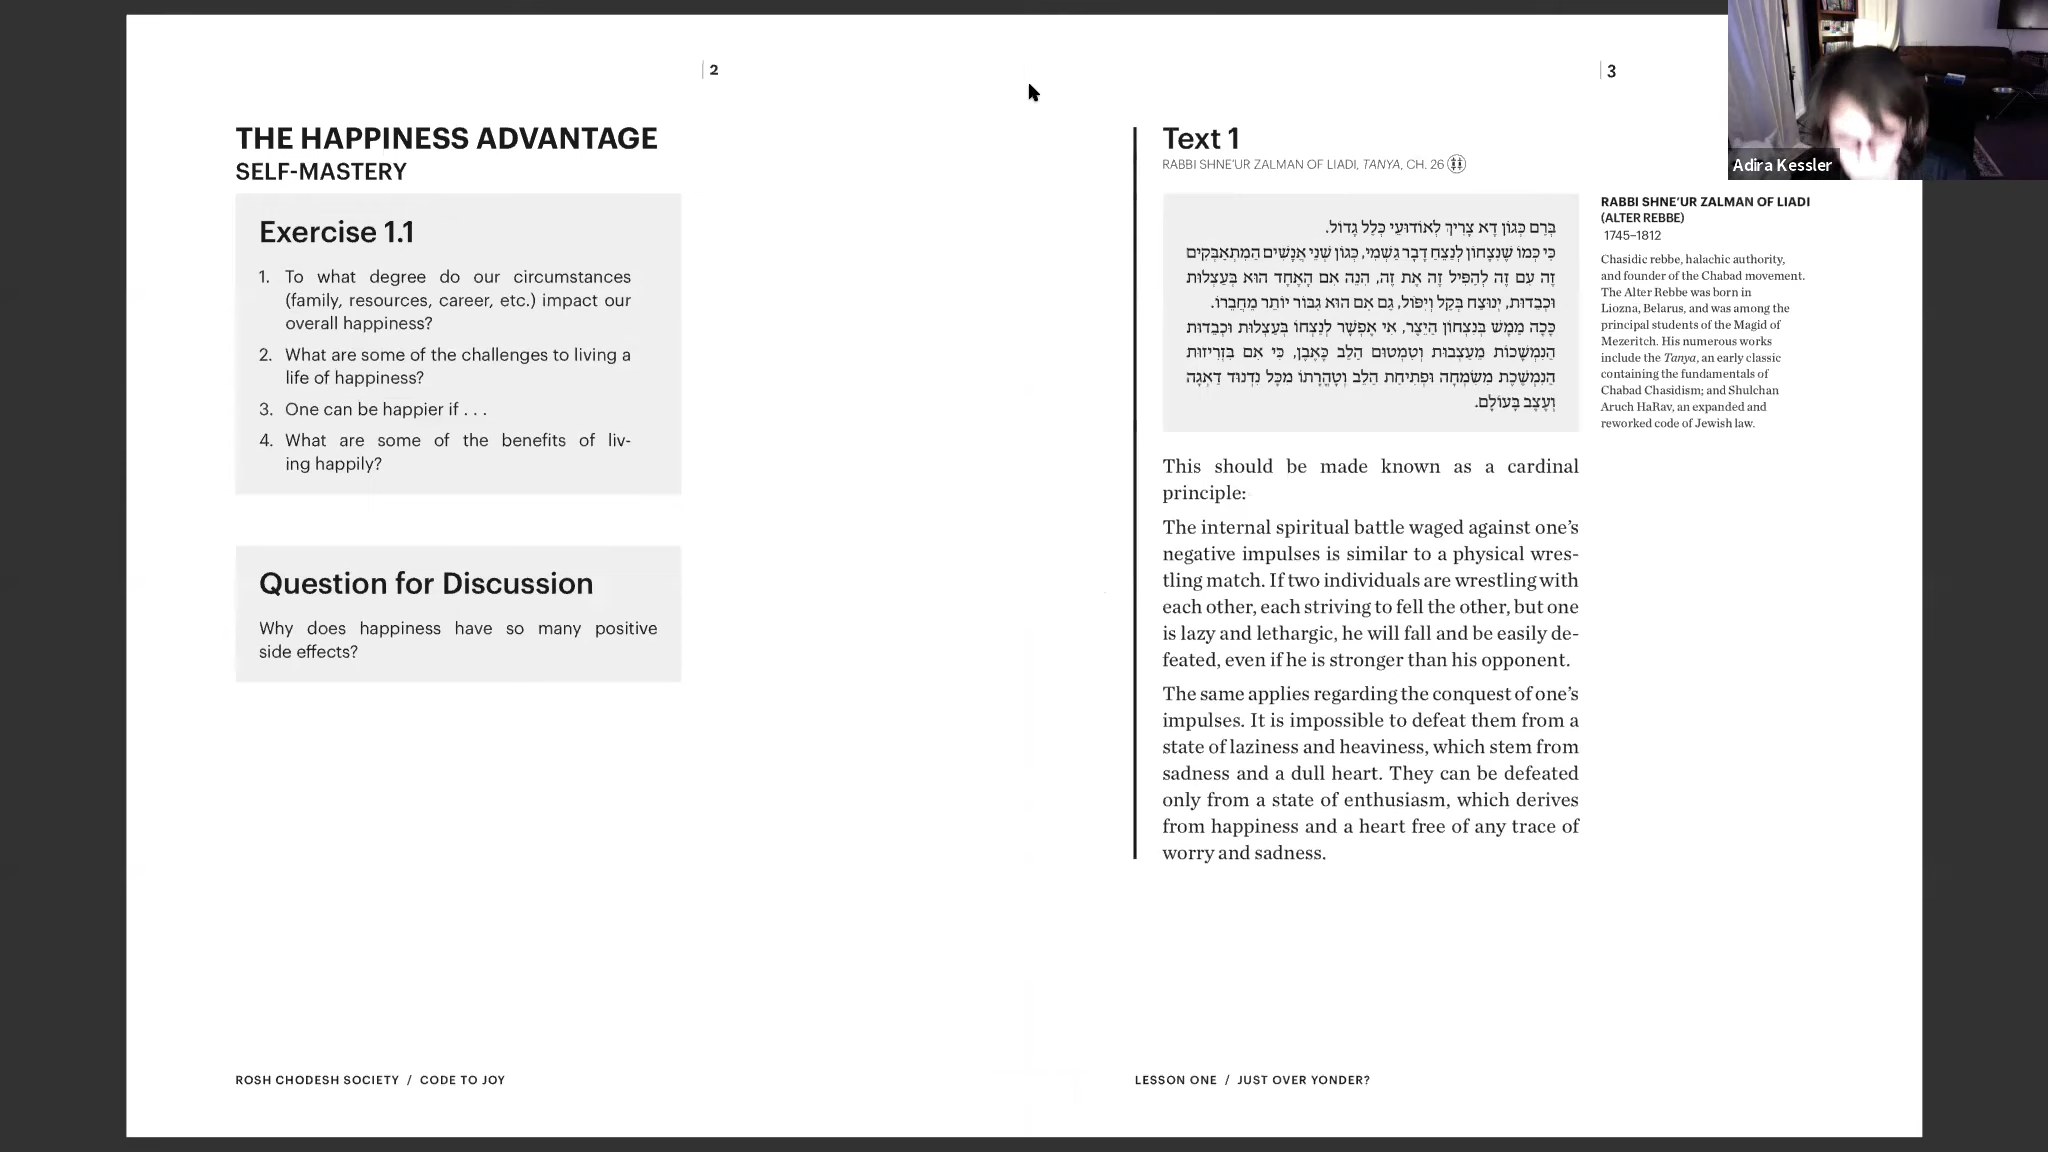 2
THE HAPPINESS ADVANTAGE
SELF-MASTERY
Exercise 1.1
1. To what degree do our circumstances
(family, resources, career, etc.) impact our
overall happiness?
2. What are some of the challenges to living a
life of happiness?
3. One can be happier if . . .
4. What are some of the benefits of liv-
ing happily?
Question for Discussion
Why does happiness have so many positive
side effects?
ROSH CHODESH SOCIETY / CODE TO JOY
3
Text 1
RABBI SHNE'UR ZALMAN OF LIADI, TANYA, CH. 26
בְּרַם כְּגוֹן דָא צָרִיךְ לְאוֹדוּעֵי כְּלַל גָדוֹל.
כִּי כְּמוֹ שֶׁנִצָחוֹן לְנַצֵחַ דָבָר גַשְׁמִי, כְּגוֹן שְׁנֵי אֲנָשִׁים הַמִתְאַבְּקִים
זֶה עִם זֶה לְהַפִּיל זֶה אֶת זֶה, הִנֵה אִם הָאֶחָד הוּא בְּעַצְלוּת
וּכְבֵדוּת, יְנוּצַח בְּקַל וְיִפּוֹל, גַם אִם הוּא גִבּוֹר יוֹתֵר מֵחֲבֵרוֹ.
כָּכָה מַמָשׁ בְּנִצְחוֹן הַיֵצֶר, אִי אֶפְשָׁר לְנַצְחוֹ בְּעַצְלוּת וּכְבֵדוּת
הַנִמְשָׁכוֹת מֵעַצְבוּת וְטִמְטוּם הַלֵב כָּאֶבֶן, כִּי אִם בִּזְרִיזוּת
הַנִמְשֶׁכֶת מִשִׂמְחָה וּפְתִיחַת הַלֵב וְטָהֳרָתוֹ מִכָּל נִדְנוּד דַאֲגָה
וְעֶצֶב בָּעוֹלָם.
This should be made known as a cardinal
principle:
The internal spiritual battle waged against one's
negative impulses is similar to a physical wres-
tling match. If two individuals are wrestling with
each other, each striving to fell the other, but one
is lazy and lethargic, he will fall and be easily de-
feated, even if he is stronger than his opponent.
The same applies regarding the conquest of one's
impulses. It is impossible to defeat them from a
state of laziness and heaviness, which stem from
sadness and a dull heart. They can be defeated
only from a state of enthusiasm, which derives
from happiness and a heart free of any trace of
worry and sadness.
RABBI SHNE'UR ZALMAN OF LIADI
(ALTER REBBE)
1745–1812
Chasidic rebbe, halachic authority,
and founder of the Chabad movement.
The Alter Rebbe was born in
Liozna, Belarus, and was among the
principal students of the Magid of
Mezeritch. His numerous works
include the Tanya, an early classic
containing the fundamentals of
Chabad Chasidism; and Shulchan
Aruch HaRav, an expanded and
reworked code of Jewish law.
LESSON ONE / JUST OVER YONDER?
Adira Kessler